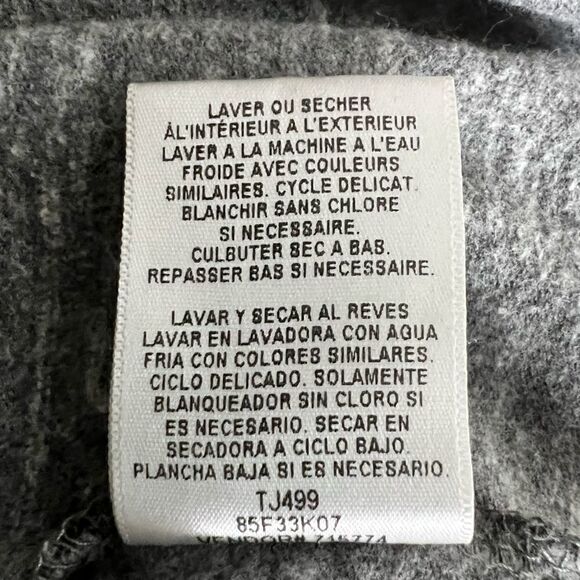 LAVER OU SECHER
ÀL'INTÉRIEUR A L'EXTERIEUR
LAVER A LA MACHINE A L'EAU
FROIDE AVEC COULEURS
SIMILAIRES. CYCLE DELICAT.
BLANCHIR SANS CHLORE
SI NECESSAIRE.
CULBUTER SEC A BAS.
REPASSER BAS SI NECESSAIRE.
LAVAR Y SECAR AL REVES
LAVAR EN LAVADORA CON AGUA
FRIA CON COLORES SIMILARES.
CICLO DELICADO. SOLAMENTE
BLANQUEADOR SIN CLORO SI
ES NECESARIO. SECAR EN
SECADORA A CICLO BAJO.
PLANCHA BAJA SI ES NECESARIO.
TJ499
85F33K07
VENDOR#